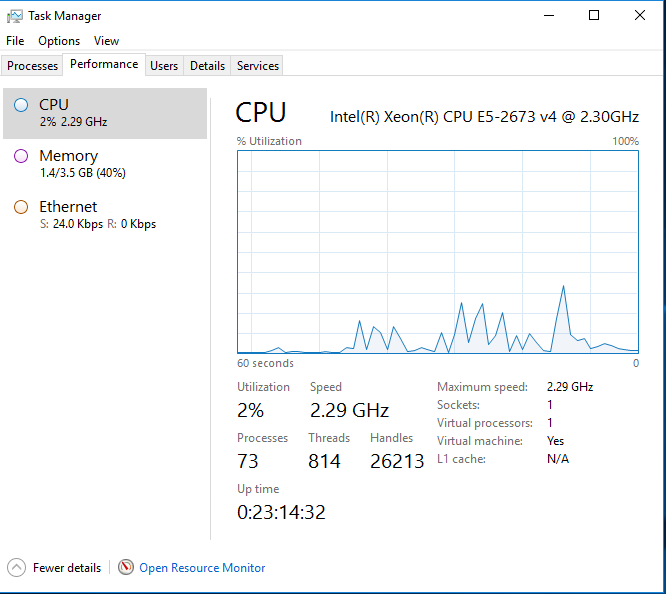 Task Manager
File Options View
Processes Performance Users Details Services
CPU
2% 2.29 GHz
Memory
1.4/3.5 GB (40%)
Ethernet
S: 24.0 Kbps R: 0 Kbps
CPU Intel(R) Xeon(R) CPU E5-2673 v4 @ 2.30GHz
% Utilization 100%
60 seconds 0
Utilization Speed
2% 2.29 GHz
Processes Threads Handles
73 814 26213
Up time
0:23:14:32
Maximum speed: 2.29 GHz
Sockets: 1
Virtual processors: 1
Virtual machine: Yes
L1 cache: N/A
Fewer details Open Resource Monitor